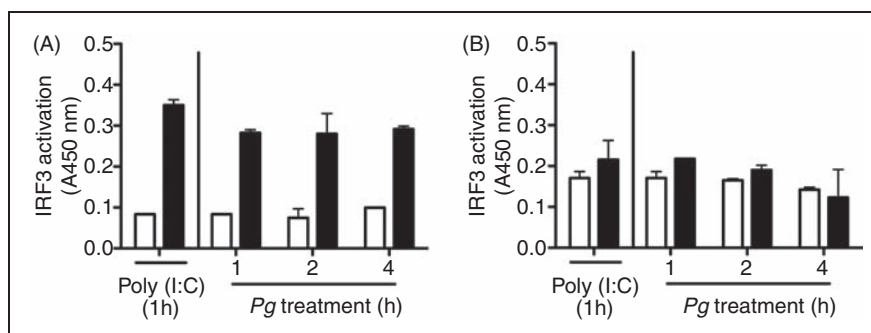 (A)
IRF3 activation
(A450 nm)
0.5
0.4
0.3
0.2
0.1
0.0
1
2
4
Poly (I:C)
(1h)
Pg treatment (h)
(B)
IRF3 activation
(A450 nm)
0.5
0.4
0.3
0.2
0.1
0.0
1
2
4
Poly (I:C)
(1h)
Pg treatment (h)